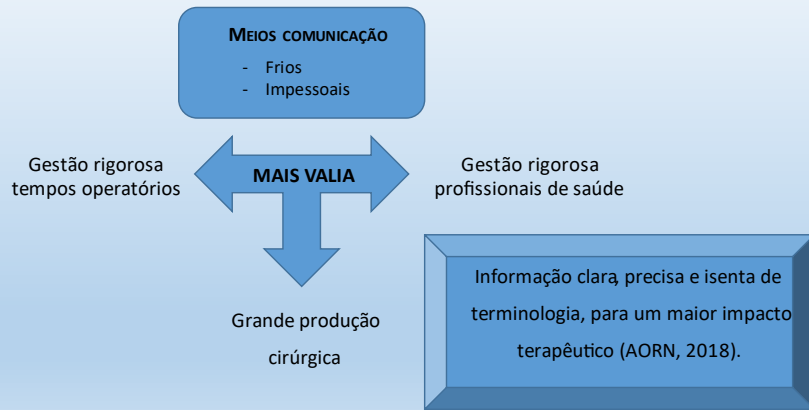 MEIOS COMUNICAÇÃO
- Frios
- Impessoais
Gestão rigorosa
tempos operatórios
MAIS VALIA
Gestão rigorosa
profissionais de saúde
Grande produção
cirúrgica
Informação clara, precisa e isenta de
terminologia, para um maior impacto
terapêutico (AORN, 2018).